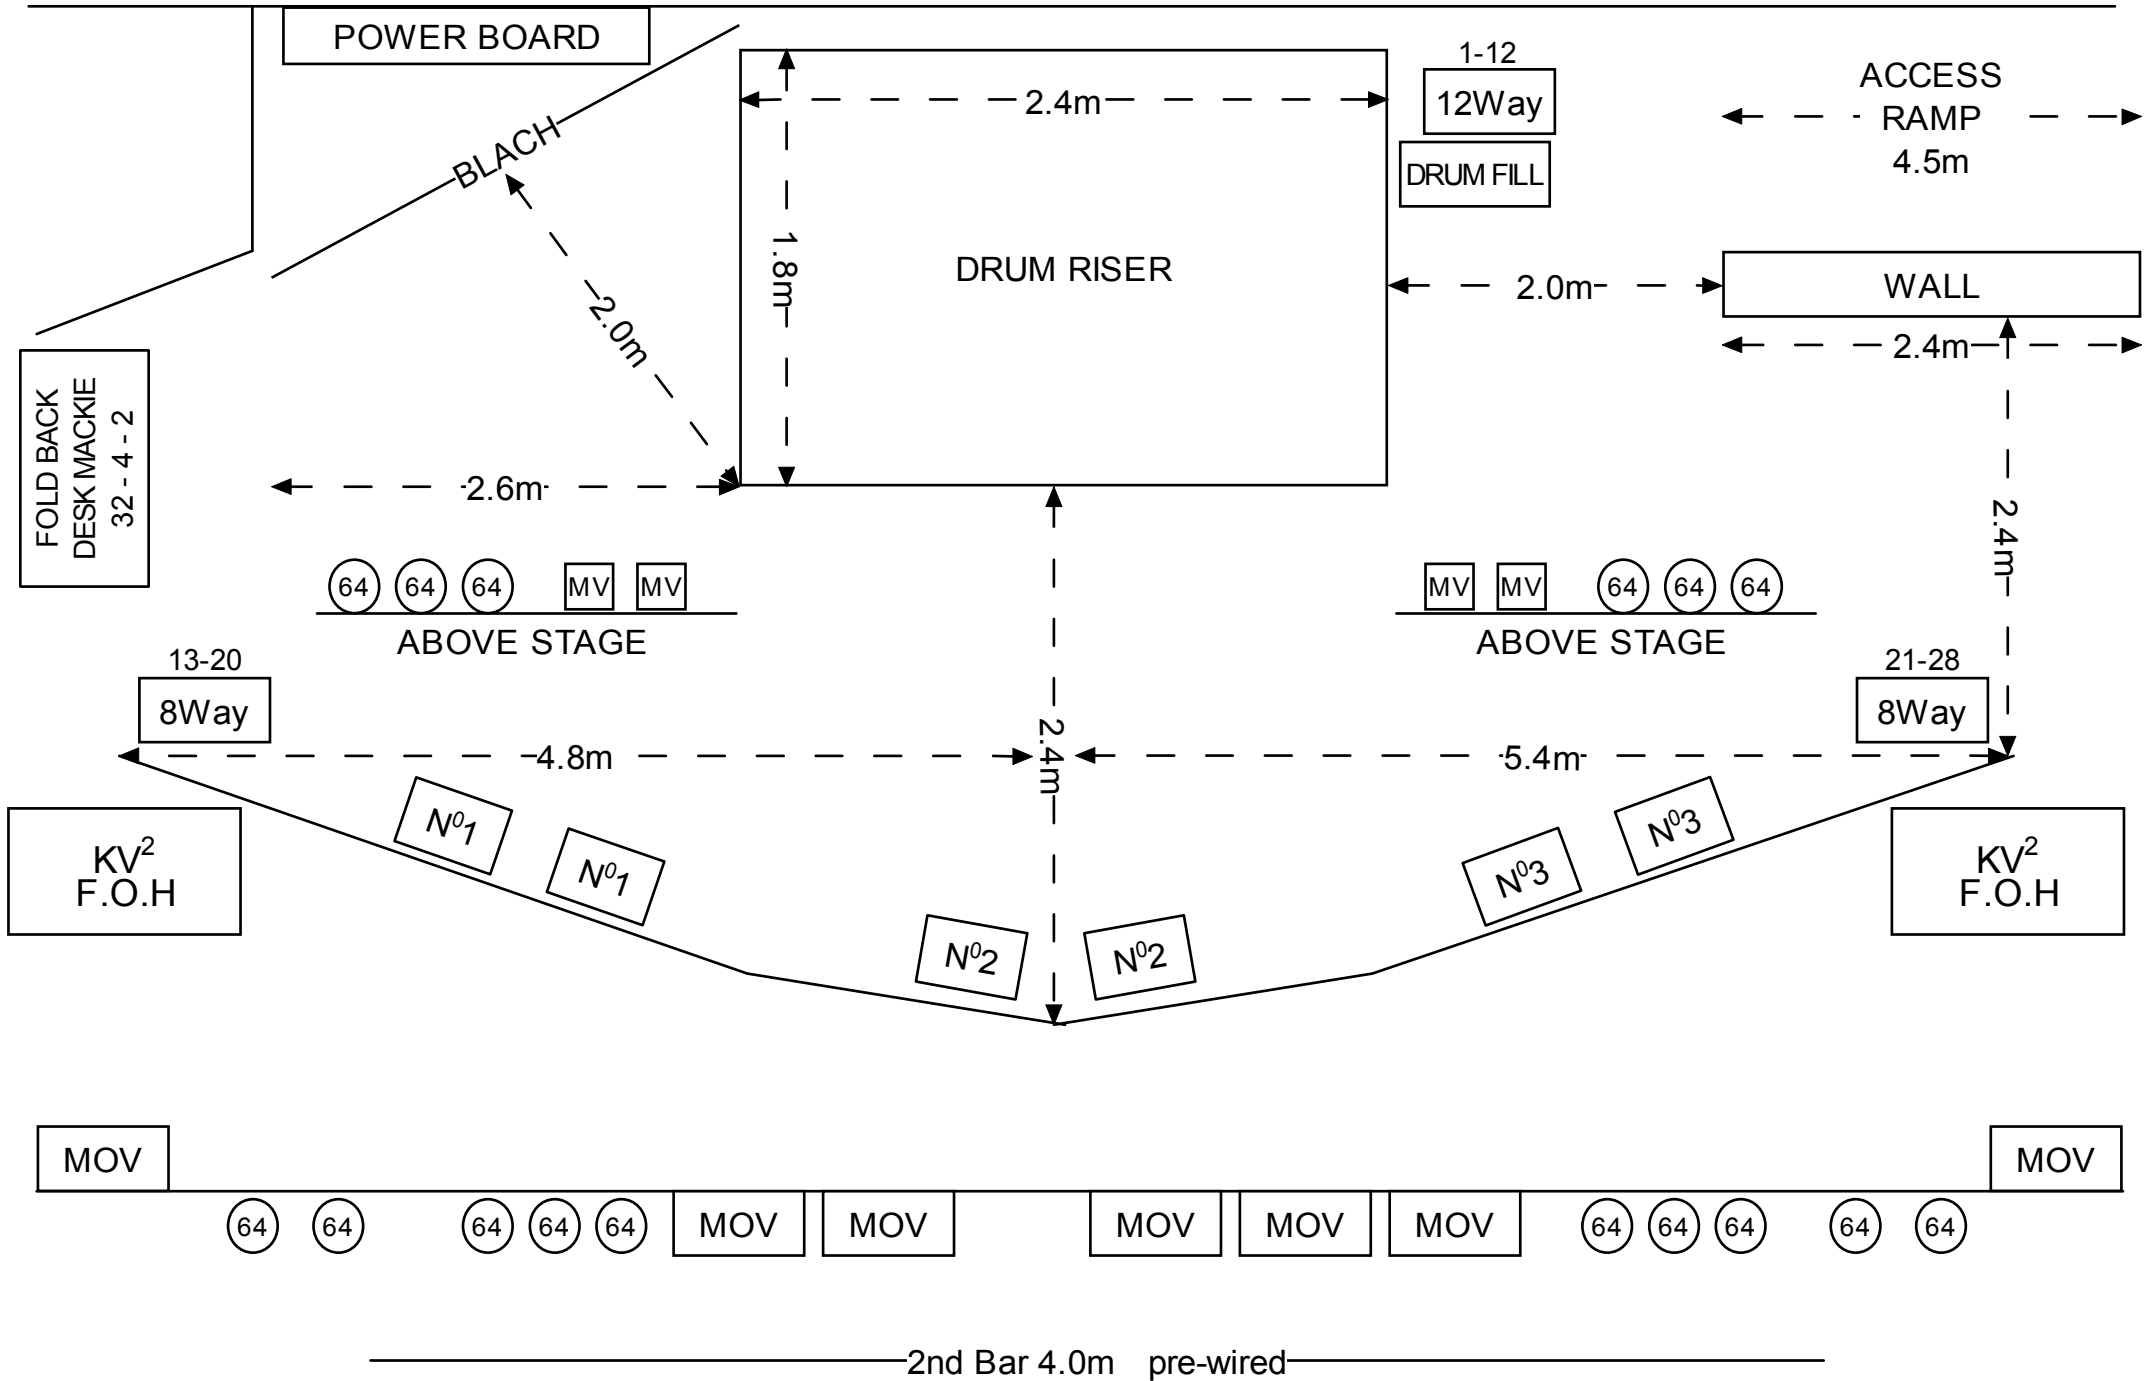 POWER BOARD
1-12
12Way
DRUM FILL
ACCESS
RAMP
4.5m
2.4m
BLACH
1.8m
DRUM RISER
2.0m
WALL
2.4m
2.0m
FOLD BACK
DESK MACKIE
32 - 4 - 2
2.6m
2.4m
64 64 64 MV MV
ABOVE STAGE
MV MV 64 64 64
ABOVE STAGE
13-20
8Way
21-28
8Way
4.8m
2.4m
5.4m
N⁰1
N⁰1
N⁰2
N⁰2
N⁰3
N⁰3
KV²
F.O.H
KV²
F.O.H
MOV
MOV
64 64 64 64 64 MOV MOV MOV MOV MOV 64 64 64 64 64
2nd Bar 4.0m pre-wired